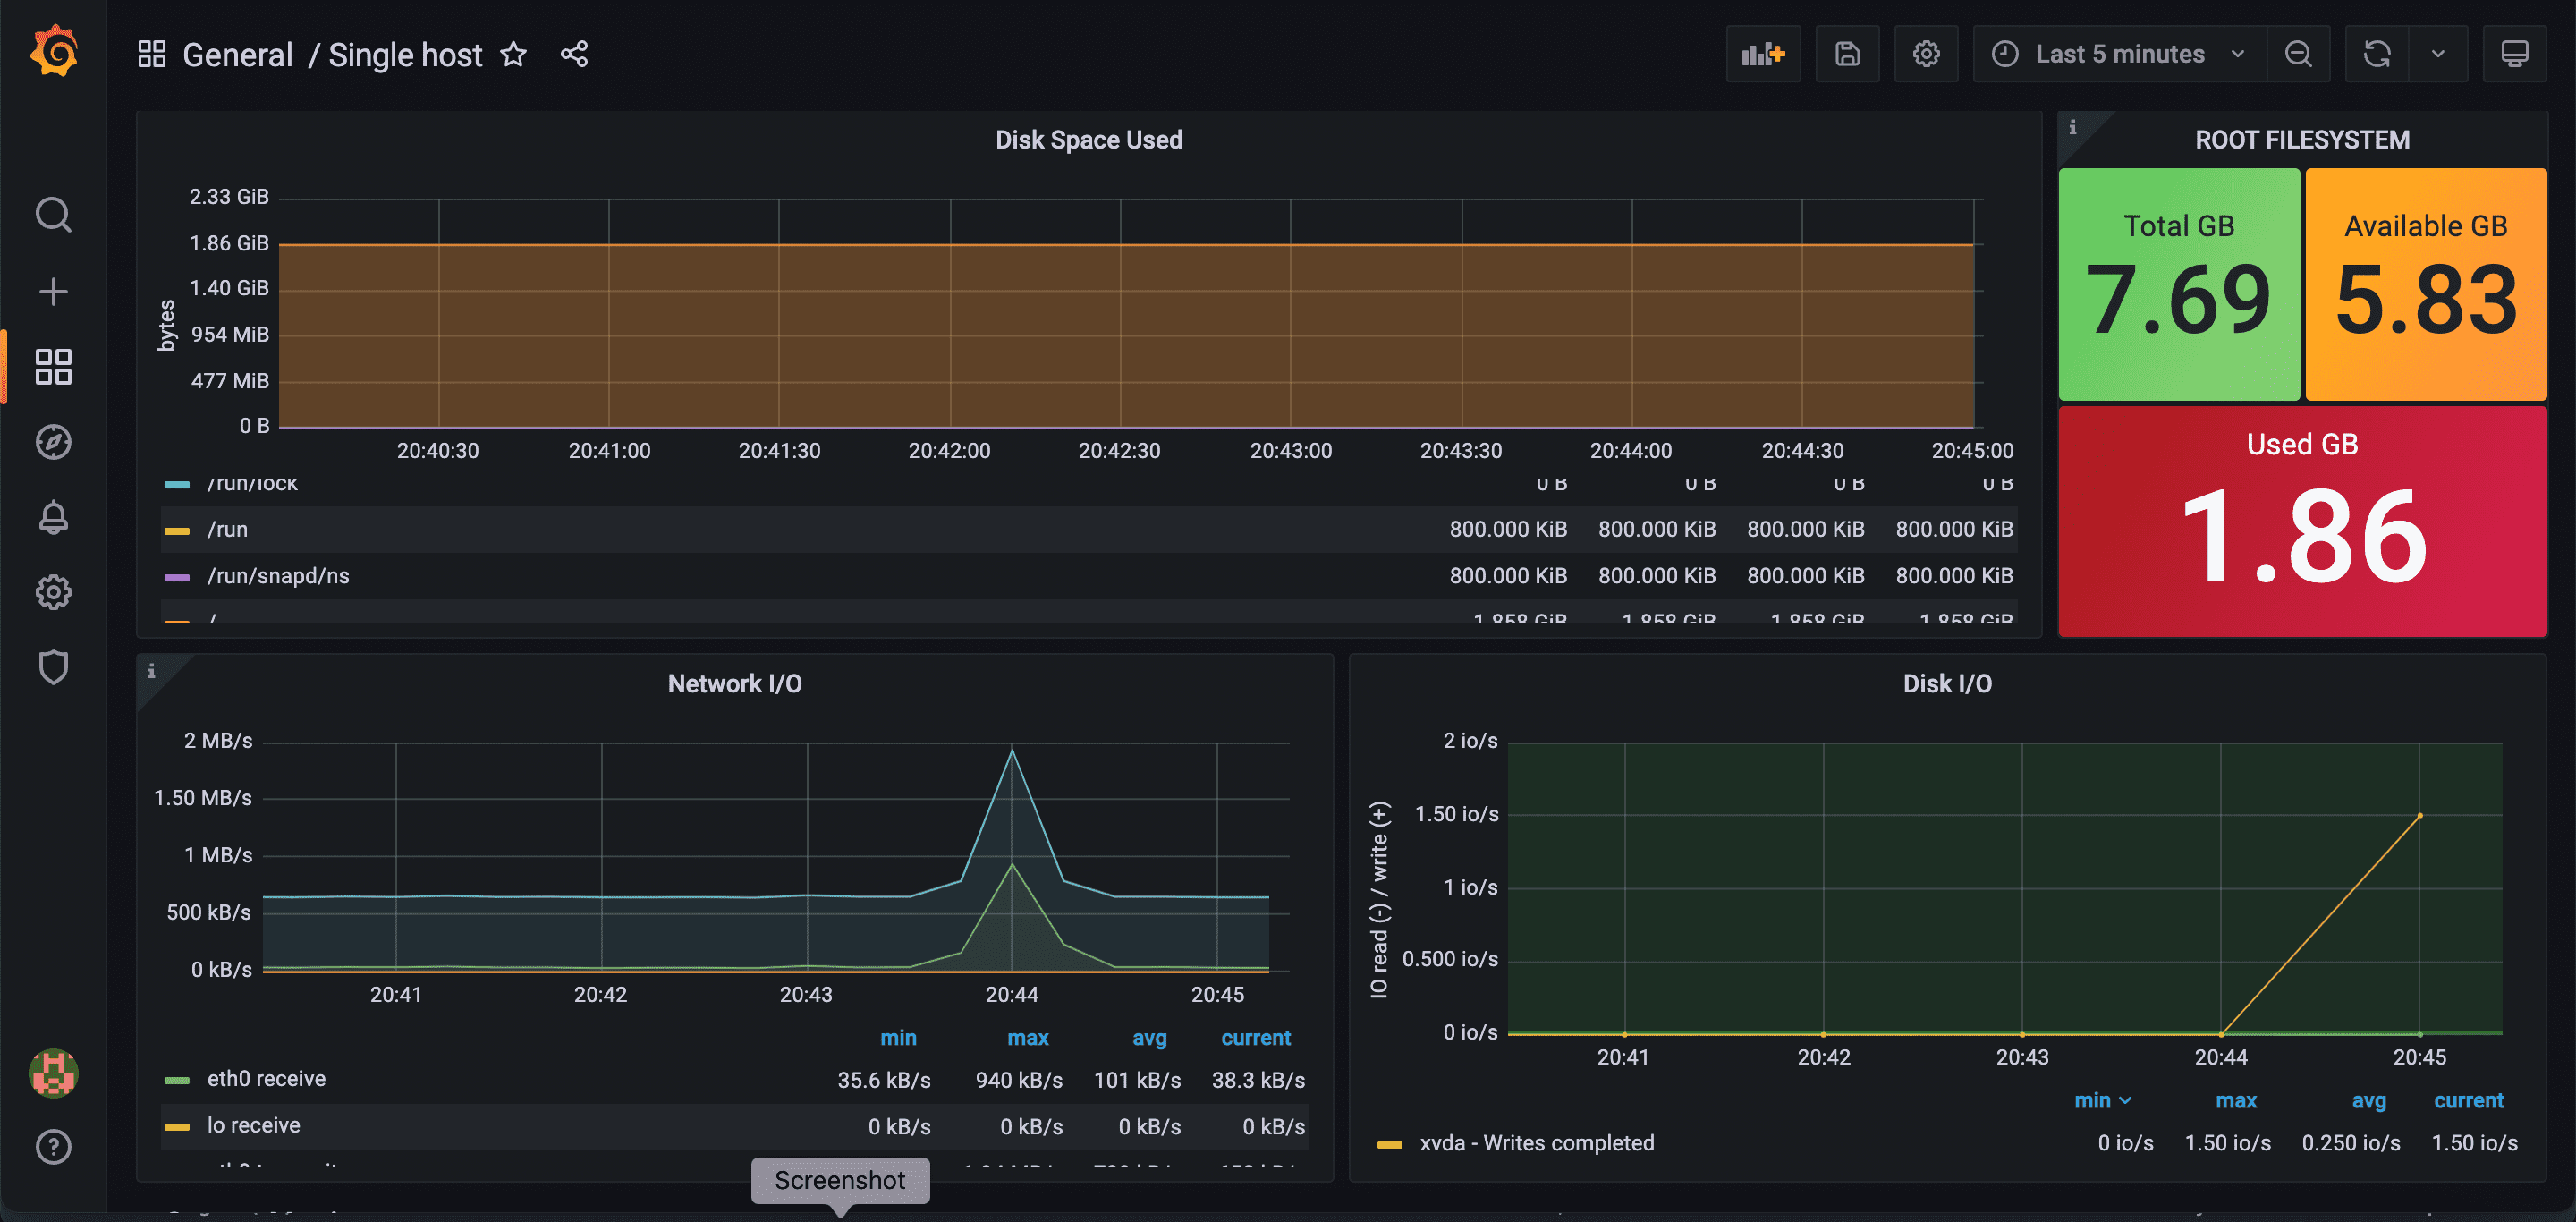 General / Single host
Last 5 minutes
Disk Space Used
2.33 GiB
1.86 GiB
1.40 GiB
954 MiB
477 MiB
0 B
bytes
20:40:30 20:41:00 20:41:30 20:42:00 20:42:30 20:43:00 20:43:30 20:44:00 20:44:30 20:45:00
/run/lock 0 B 0 B 0 B 0 B
/run 800.000 KiB 800.000 KiB 800.000 KiB 800.000 KiB
/run/snapd/ns 800.000 KiB 800.000 KiB 800.000 KiB 800.000 KiB
/ 1.858 GiB 1.858 GiB 1.858 GiB 1.858 GiB
ROOT FILESYSTEM
Total GB
7.69
Available GB
5.83
Used GB
1.86
Network I/O
2 MB/s
1.50 MB/s
1 MB/s
500 kB/s
0 kB/s
20:41 20:42 20:43 20:44 20:45
min max avg current
eth0 receive 35.6 kB/s 940 kB/s 101 kB/s 38.3 kB/s
lo receive 0 kB/s 0 kB/s 0 kB/s 0 kB/s
Screenshot
Disk I/O
2 io/s
1.50 io/s
1 io/s
0.500 io/s
0 io/s
IO read (-) / write (+)
20:41 20:42 20:43 20:44 20:45
min max avg current
xvda - Writes completed 0 io/s 1.50 io/s 0.250 io/s 1.50 io/s